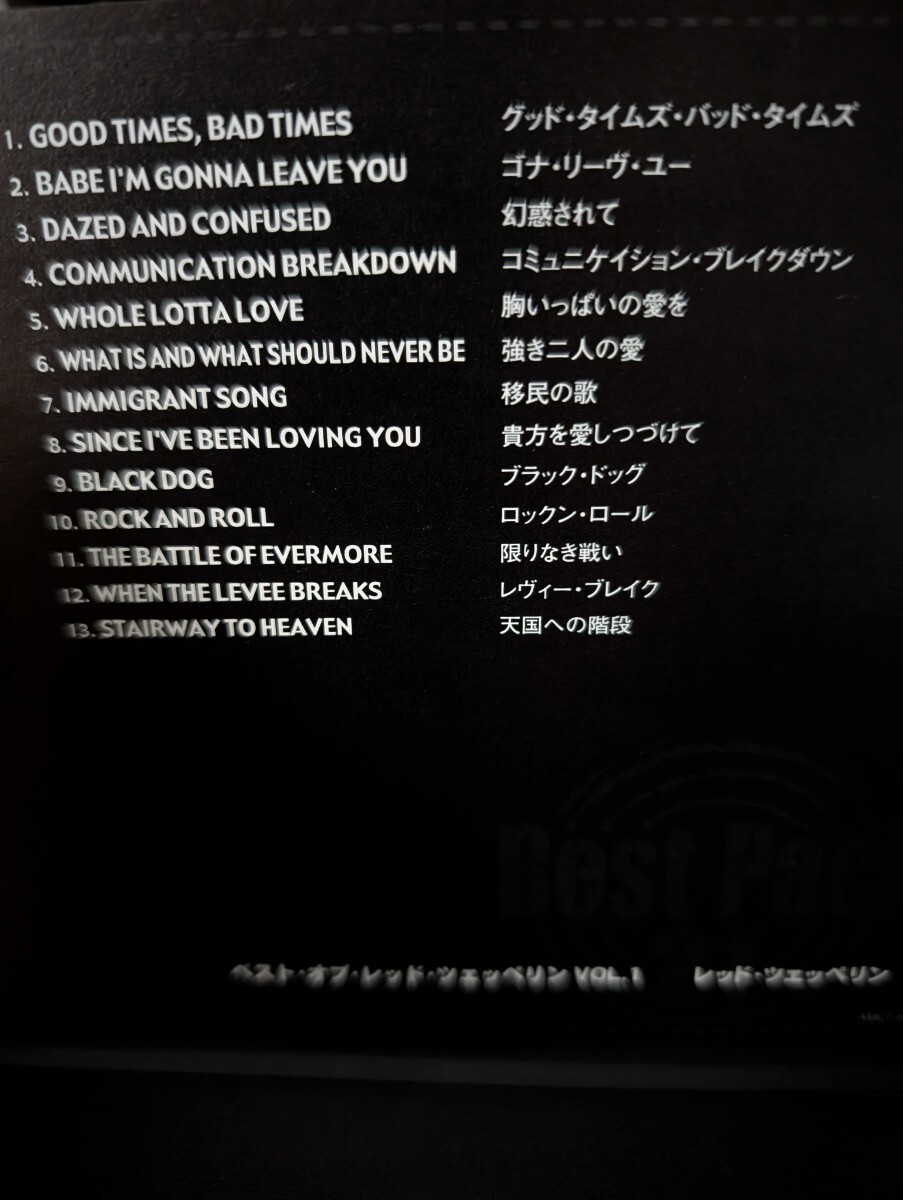 1. GOOD TIMES, BAD TIMES グッド・タイムズ・バッド・タイムズ
2. BABE I'M GONNA LEAVE YOU ゴナ・リーヴ・ユー
3. DAZED AND CONFUSED 幻惑されて
4. COMMUNICATION BREAKDOWN コミュニケイション・ブレイクダウン
5. WHOLE LOTTA LOVE 胸いっぱいの愛を
6. WHAT IS AND WHAT SHOULD NEVER BE 強き二人の愛
7. IMMIGRANT SONG 移民の歌
8. SINCE I'VE BEEN LOVING YOU 貴方を愛しつづけて
9. BLACK DOG ブラック・ドッグ
10. ROCK AND ROLL ロックン・ロール
11. THE BATTLE OF EVERMORE 限りなき戦い
12. WHEN THE LEVEE BREAKS レヴィー・ブレイク
13. STAIRWAY TO HEAVEN 天国への階段
Best
ベスト・オブ・レッド・ツェッペリン VOL.1 レッド・ツェッペリン